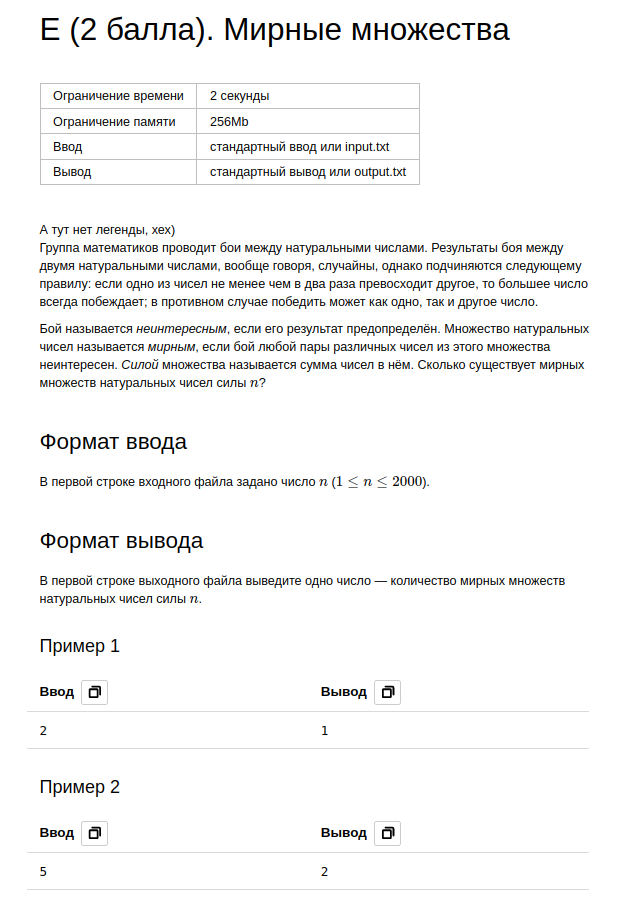 E (2 балла). Мирные множества
Ограничение времени 2 секунды
Ограничение памяти 256Mb
Ввод стандартный ввод или input.txt
Вывод стандартный вывод или output.txt
А тут нет легенды, хех)
Группа математиков проводит бои между натуральными числами. Результаты боя между
двумя натуральными числами, вообще говоря, случайны, однако подчиняются следующему
правилу: если одно из чисел не менее чем в два раза превосходит другое, то большее число
всегда побеждает; в противном случае победить может как одно, так и другое число.
Бой называется неинтересным, если его результат предопределён. Множество натуральных
чисел называется мирным, если бой любой пары различных чисел из этого множества
неинтересен. Силой множества называется сумма чисел в нём. Сколько существует мирных
множеств натуральных чисел силы n?
Формат ввода
В первой строке входного файла задано число n (1 ≤ n ≤ 2000).
Формат вывода
В первой строке выходного файла выведите одно число — количество мирных множеств
натуральных чисел силы n.
Пример 1
Ввод Вывод
2 1
Пример 2
Ввод Вывод
5 2